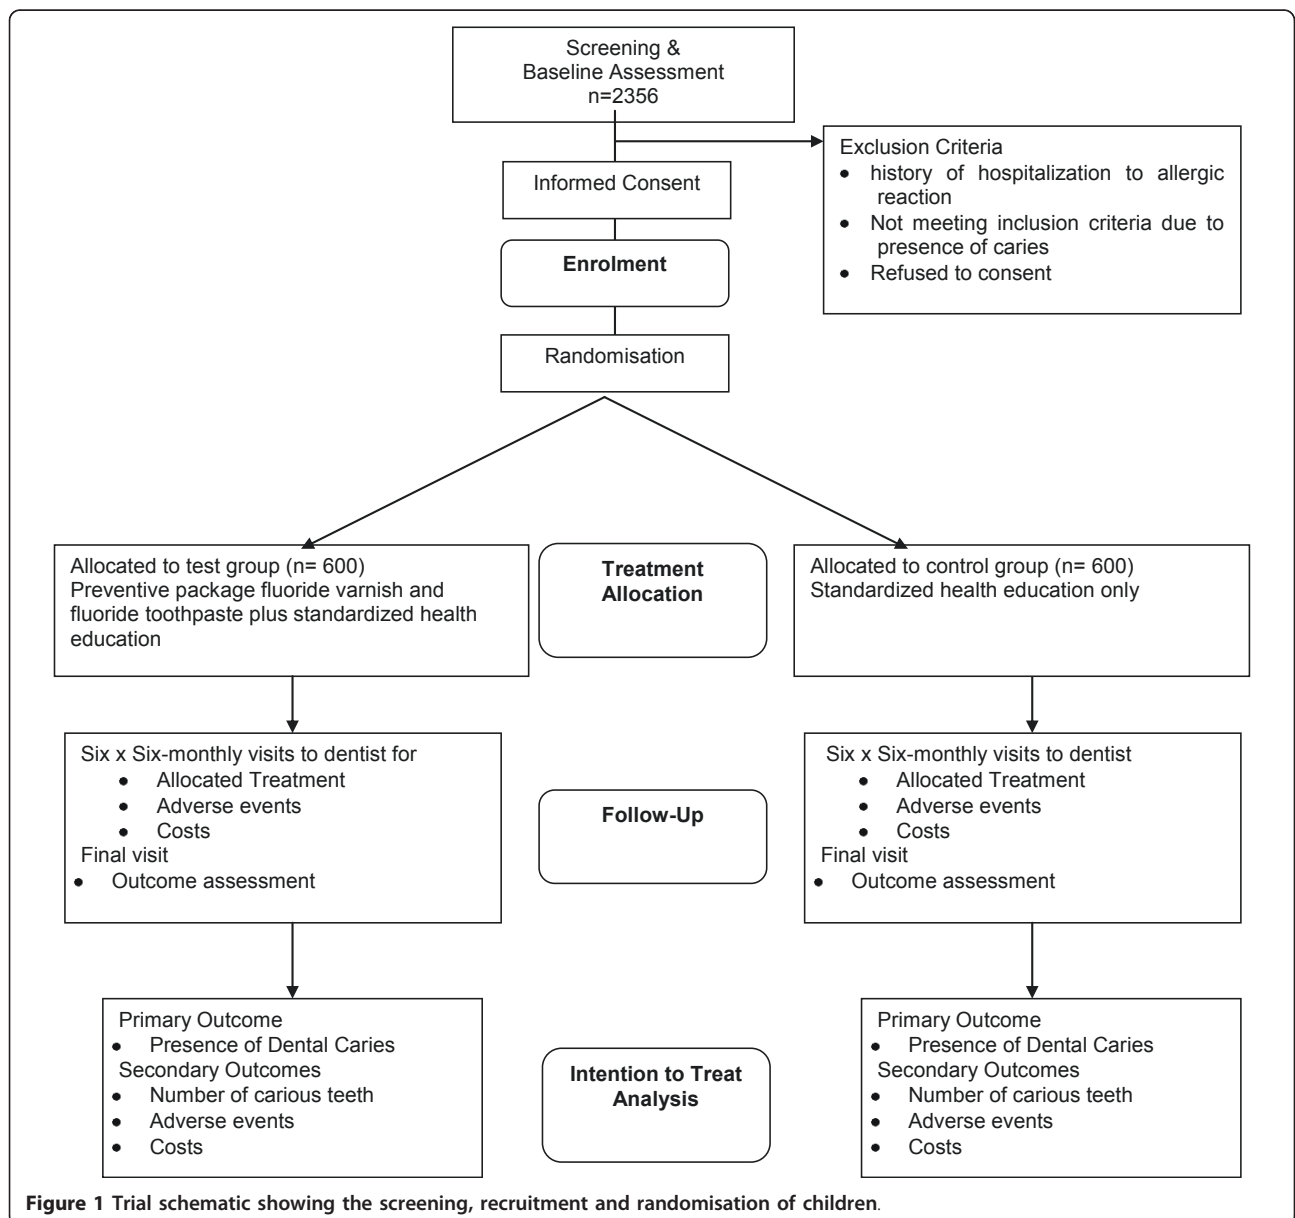 Screening &
Baseline Assessment
n=2356
Exclusion Criteria
• history of hospitalization to allergic
reaction
• Not meeting inclusion criteria due to
presence of caries
• Refused to consent
Informed Consent
Enrolment
Randomisation
Allocated to test group (n= 600)
Preventive package fluoride varnish and
fluoride toothpaste plus standardized health
education
Treatment
Allocation
Allocated to control group (n= 600)
Standardized health education only
Six x Six-monthly visits to dentist for
• Allocated Treatment
• Adverse events
• Costs
Final visit
• Outcome assessment
Follow-Up
Six x Six-monthly visits to dentist
• Allocated Treatment
• Adverse events
• Costs
Final visit
• Outcome assessment
Primary Outcome
• Presence of Dental Caries
Secondary Outcomes
• Number of carious teeth
• Adverse events
• Costs
Intention to Treat
Analysis
Primary Outcome
• Presence of Dental Caries
Secondary Outcomes
• Number of carious teeth
• Adverse events
• Costs
Figure 1 Trial schematic showing the screening, recruitment and randomisation of children.